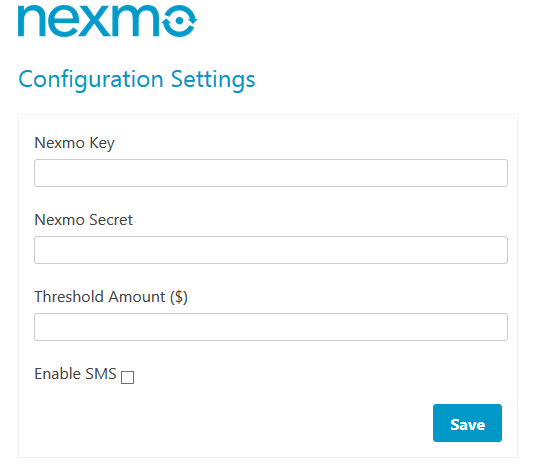 nexmo
Configuration Settings
Nexmo Key
Nexmo Secret
Threshold Amount ($)
Enable SMS
Save